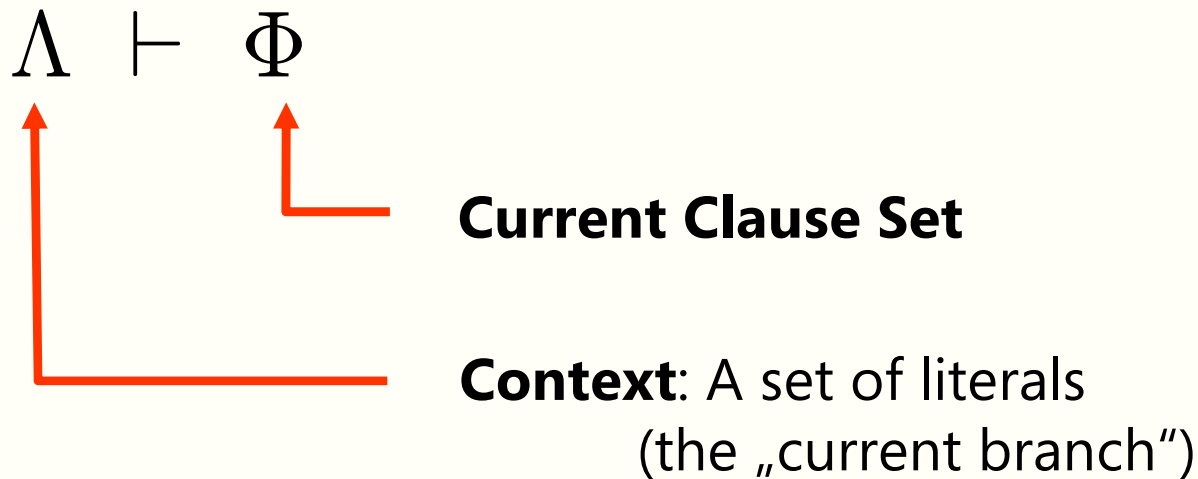 Λ ⊢ Φ
Current Clause Set
Context: A set of literals
(the „current branch“)